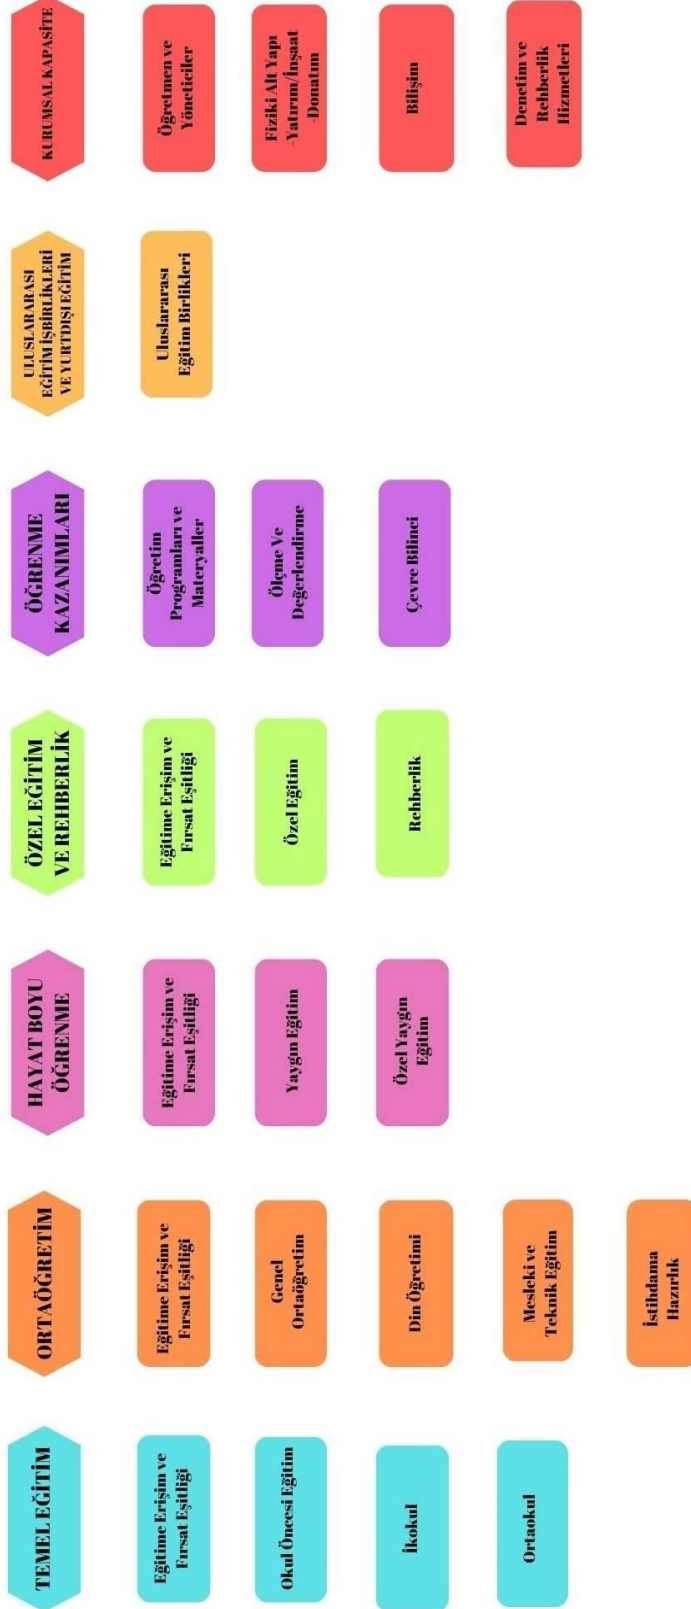 TEMEL EĞİTİM
Eğitime Erişim ve
Fırsat Eşitliği
Okul Öncesi Eğitim
İkokul
Ortaokul
ORTAÖĞRETİM
Eğitime Erişim ve
Fırsat Eşitliği
Genel
Ortaöğretim
Din Öğretimi
Mesleki ve
Teknik Eğitim
İstihdama
Hazırlık
HAYAT BOYU
ÖĞRENME
Eğitime Erişim ve
Fırsat Eşitliği
Yaygın Eğitim
Özel Yaygın
Eğitim
ÖZEL EĞİTİM
VE REHBERLİK
Eğitime Erişim ve
Fırsat Eşitliği
Özel Eğitim
Rehberlik
ÖĞRENME
KAZANIMLARI
Öğretim
Programları ve
Materyaller
Ölçme Ve
Değerlendirme
Çevre Bilinci
ULUSLARARASI
EĞİTİM İŞBİRLİKLERİ
VE YURTDIŞI EĞİTİM
Uluslararası
Eğitim Birlikleri
KURUMSAL KAPASİTE
Öğretmen ve
Yöneticiler
Fiziki Alt Yapı
-Yatırım/İnşaat
-Donatım
Bilişim
Denetim ve
Rehberlik
Hizmetleri